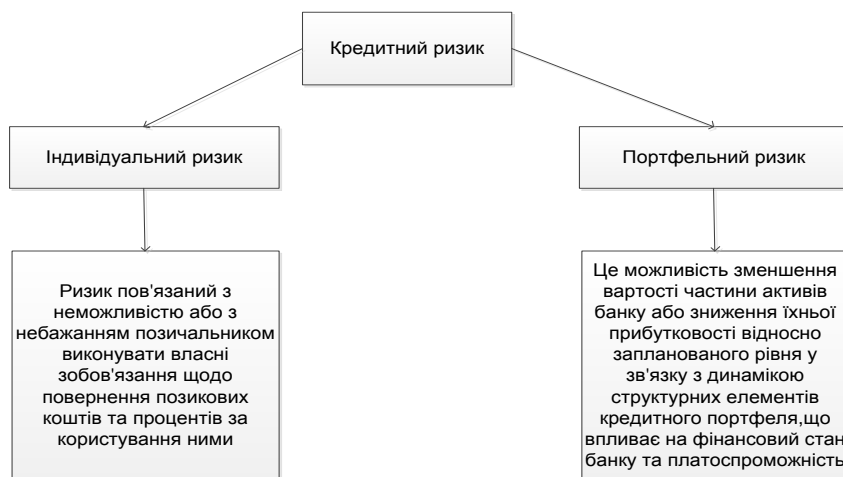 Кредитний ризик
Індивідуальний ризик
Портфельний ризик
Ризик пов'язаний з
неможливістю або з
небажанням позичальником
виконувати власні
зобов'язання щодо
повернення позикових
коштів та процентів за
користування ними
Це можливість зменшення
вартості частини активів
банку або зниження їхньої
прибутковості відносно
запланованого рівня у
зв'язку з динамікою
структурних елементів
кредитного портфеля,що
впливає на фінансовий стан
банку та платоспроможність